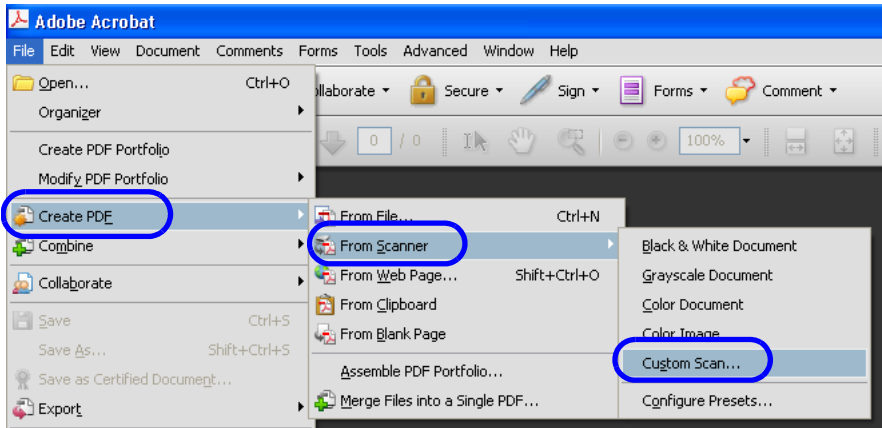 Adobe Acrobat
File Edit View Document Comments Forms Tools Advanced Window Help
Open... Ctrl+O
ollaborate Secure Sign Forms Comment
Organizer
0 / 0 100%
Create PDF Portfolio
Modify PDF Portfolio
Create PDF
Combine
Collaborate
Save Ctrl+S
Save As... Shift+Ctrl+S
Save as Certified Document...
Export
From File... Ctrl+N
From Scanner
From Web Page... Shift+Ctrl+O
From Clipboard
From Blank Page
Assemble PDF Portfolio...
Merge Files into a Single PDF...
Black & White Document
Grayscale Document
Color Document
Color Image
Custom Scan...
Configure Presets...